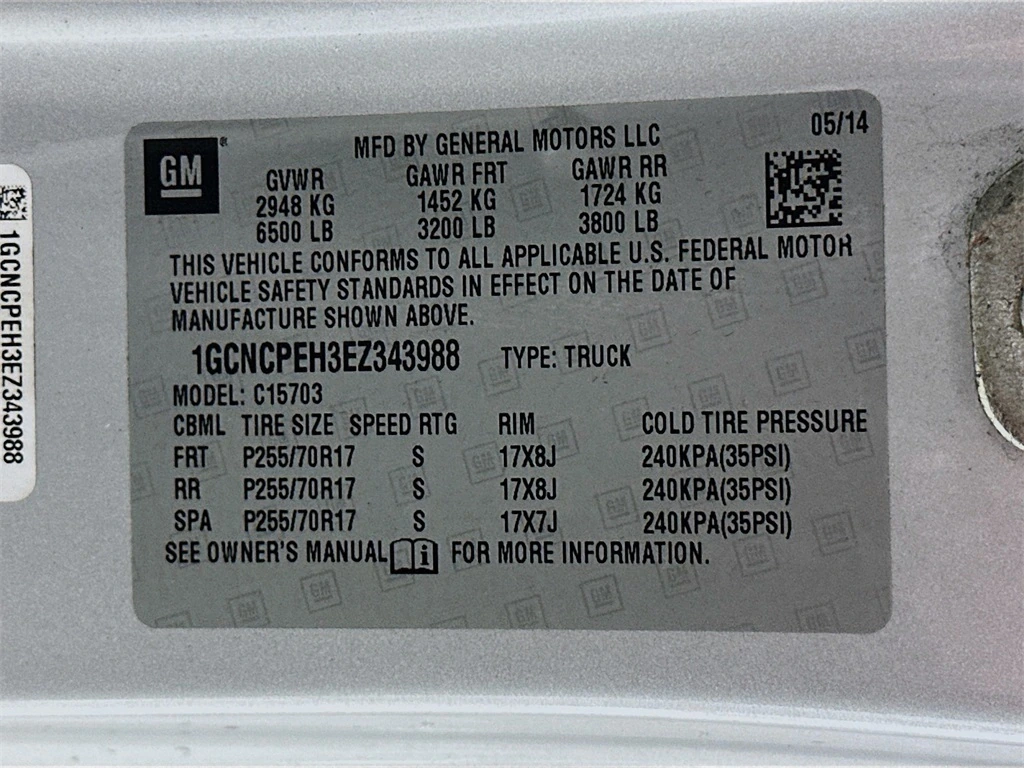 GM ®
MFD BY GENERAL MOTORS LLC
05/14
GVWR GAWR FRT GAWR RR
2948 KG 1452 KG 1724 KG
6500 LB 3200 LB 3800 LB
THIS VEHICLE CONFORMS TO ALL APPLICABLE U.S. FEDERAL MOTOR
VEHICLE SAFETY STANDARDS IN EFFECT ON THE DATE OF
MANUFACTURE SHOWN ABOVE.
1GCNCPEH3EZ343988 TYPE: TRUCK
MODEL: C15703
CBML TIRE SIZE SPEED RTG RIM COLD TIRE PRESSURE
FRT P255/70R17 S 17X8J 240KPA(35PSI)
RR P255/70R17 S 17X8J 240KPA(35PSI)
SPA P255/70R17 S 17X7J 240KPA(35PSI)
SEE OWNER'S MANUAL FOR MORE INFORMATION.
1GCNCPEH3EZ343988